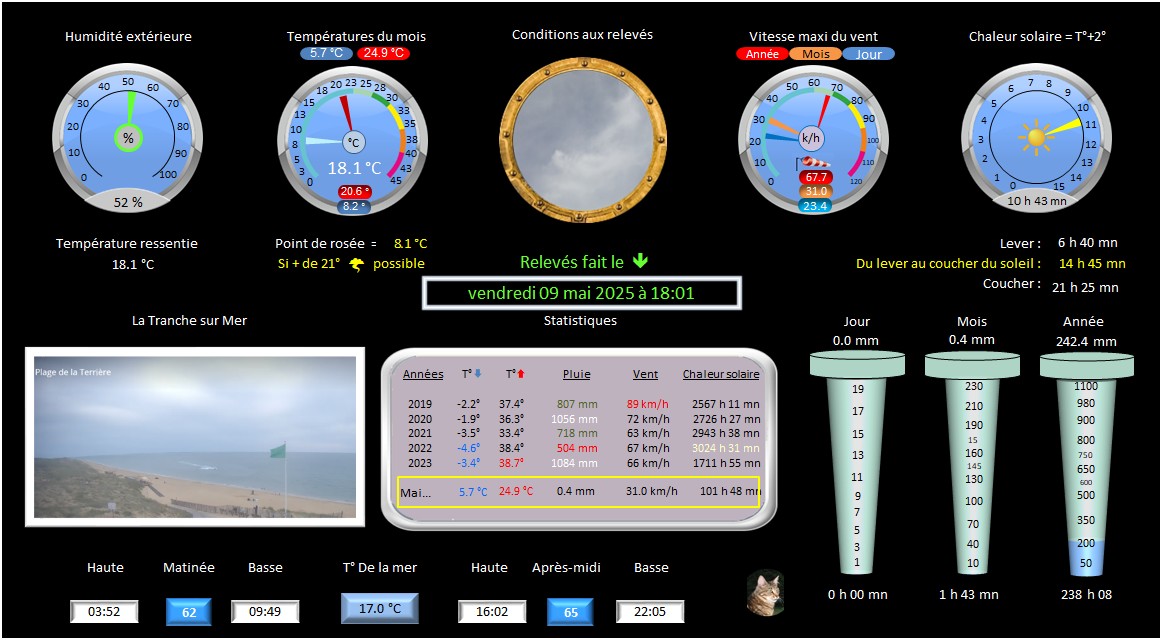 Humidité extérieure
Températures du mois
Conditions aux relevés
Vitesse maxi du vent
Chaleur solaire = T°+2°
5.7 °C 24.9 °C
Année Mois Jour
0 10 20 30 40 50 60 70 80 90 100
%
52 %
0 3 5 8 10 13 15 18 20 23 25 28 30 33 35 38 40 43 45
°C
18.1 °C
20.6 °
8.2 °
0 10 20 30 40 50 60 70 80 90 100 110 120
k/h
67.7
31.0
23.4
0 1 2 3 4 5 6 7 8 9 10 11 12 13 14 15
10 h 43 mn
Température ressentie
18.1 °C
Point de rosée = 8.1 °C
Si + de 21° possible
Relevés fait le
vendredi 09 mai 2025 à 18:01
Lever : 6 h 40 mn
Du lever au coucher du soleil : 14 h 45 mn
Coucher : 21 h 25 mn
La Tranche sur Mer
Plage de la Terrière
Statistiques
Années T° T° Pluie Vent Chaleur solaire
2019 -2.2° 37.4° 807 mm 89 km/h 2567 h 11 mn
2020 -1.9° 36.3° 1056 mm 72 km/h 2726 h 27 mn
2021 -3.5° 33.4° 718 mm 63 km/h 2943 h 38 mn
2022 -4.6° 38.4° 504 mm 67 km/h 3024 h 31 mn
2023 -3.4° 38.7° 1084 mm 66 km/h 1711 h 55 mn
Mai... 5.7 °C 24.9 °C 0.4 mm 31.0 km/h 101 h 48 mn
Jour
0.0 mm
19
17
15
13
11
9
7
5
3
1
0 h 00 mn
Mois
0.4 mm
230
210
190
15
160
145
130
100
70
40
10
1 h 43 mn
Année
242.4 mm
1100
980
900
800
750
650
600
500
350
200
50
238 h 08
Haute Matinée Basse
03:52 62 09:49
T° De la mer
17.0 °C
Haute Après-midi Basse
16:02 65 22:05